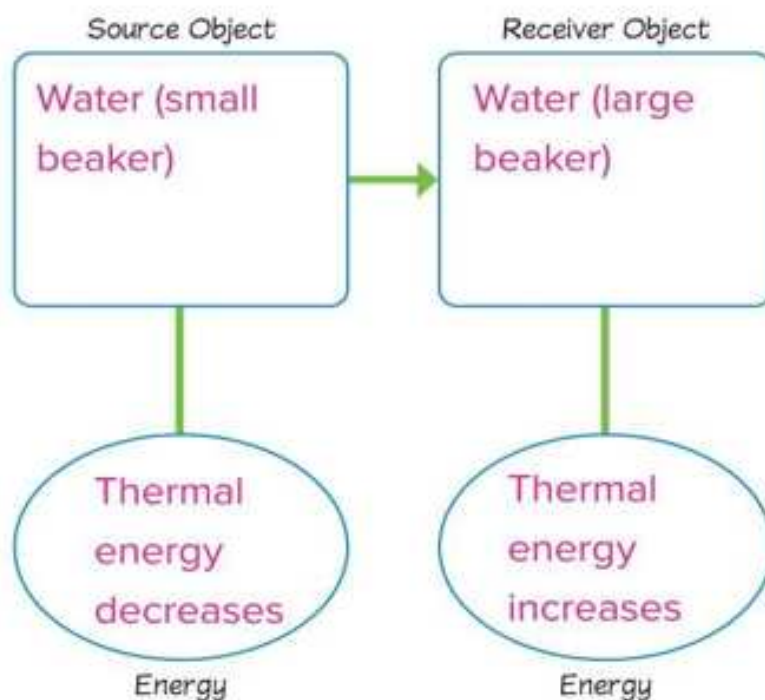 Source Object
Receiver Object
Water (small
beaker)
Water (large
beaker)
Thermal
energy
decreases
Thermal
energy
increases
Energy
Energy